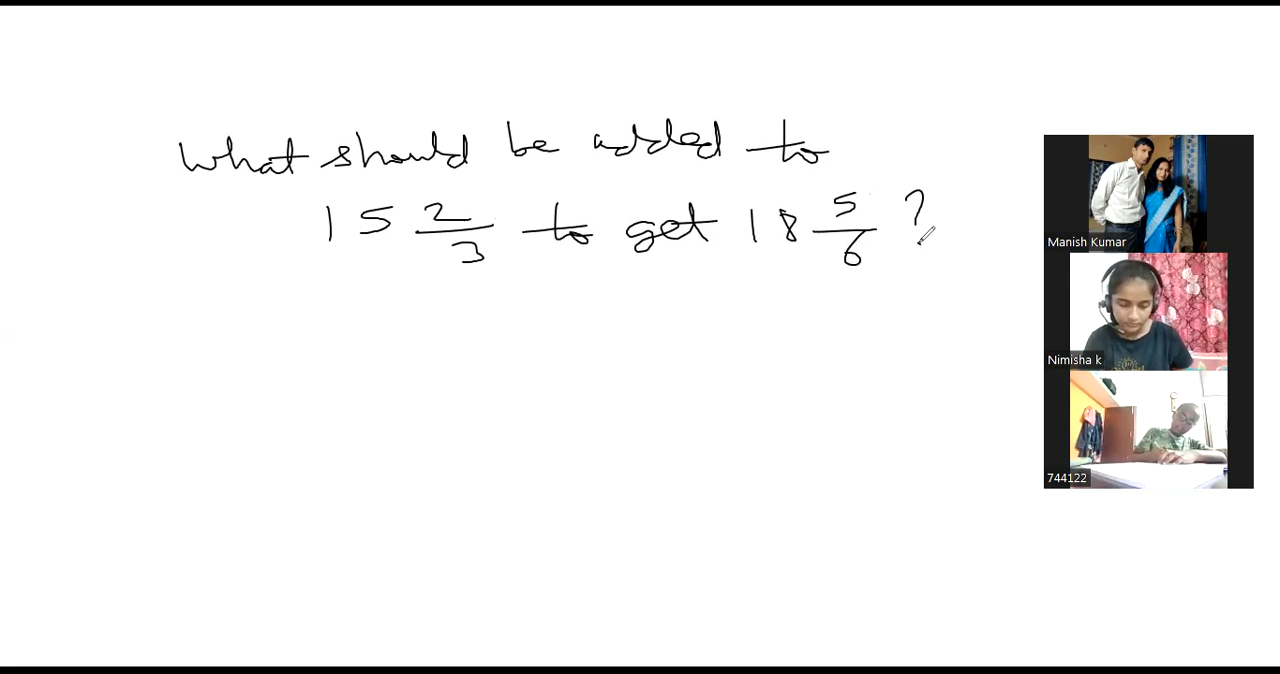 What should be added to
15 2/3 to get 18 5/6 ?
Manish Kumar
Nimisha k
744122